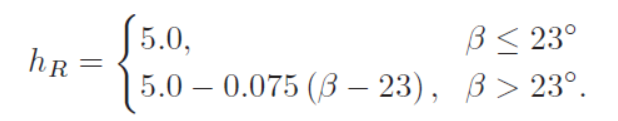 h_R = { 5.0, β ≤ 23°
5.0 − 0.075 (β − 23), β > 23°.